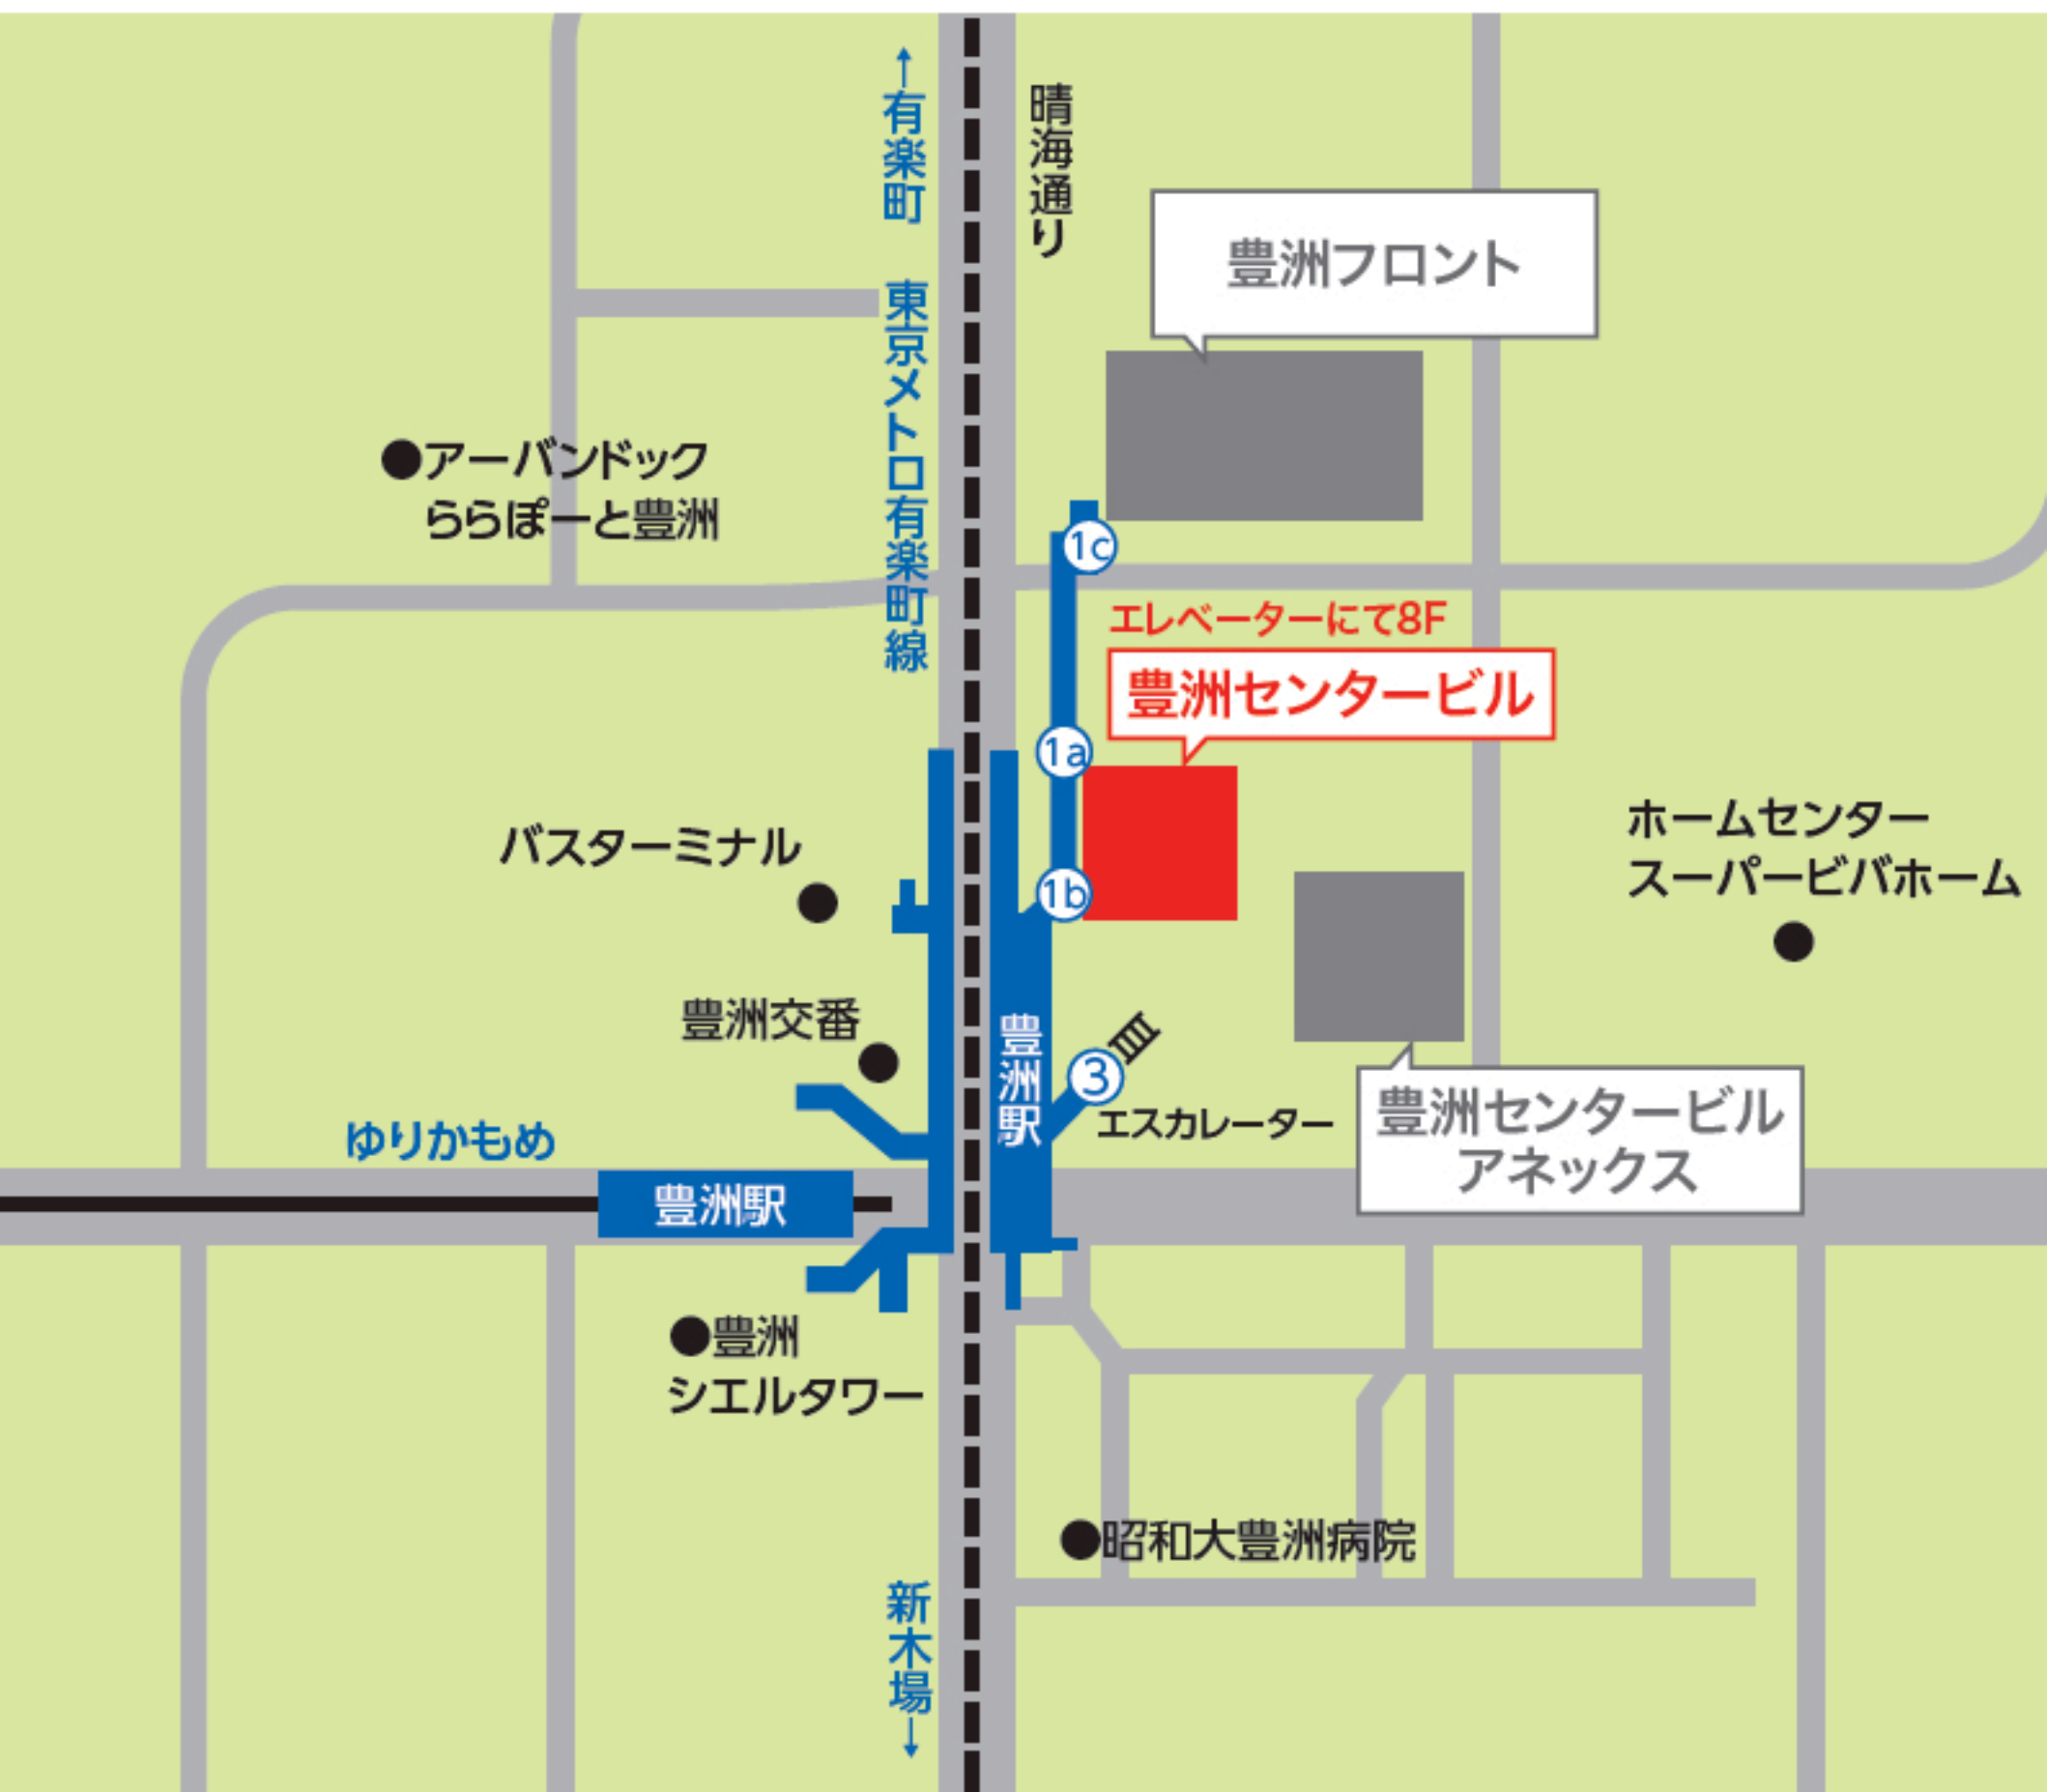 ←有楽町
晴海通り
豊洲フロント
東京メトロ有楽町線
●アーバンドック
ららぽーと豊洲
1c
エレベーターにて8F
豊洲センタービル
1a
バスターミナル
1b
ホームセンター
スーパービバホーム
豊洲交番
豊洲駅
3
エスカレーター
豊洲センタービル
アネックス
ゆりかもめ
豊洲駅
●豊洲
シエルタワー
●昭和大豊洲病院
新木場→